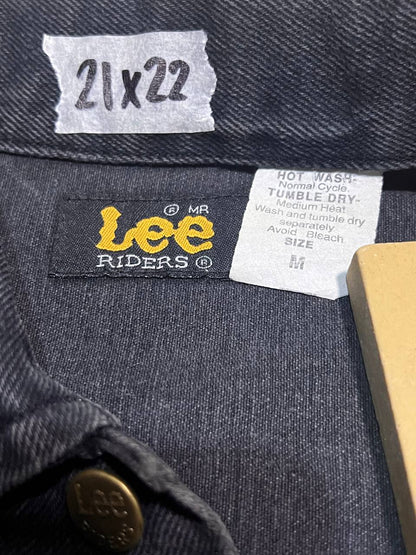 21x22
® MR
Lee
RIDERS ®
HOT WASH-
Normal Cycle.
TUMBLE DRY-
Medium Heat
Wash and tumble dry
separately
Avoid Bleach.
SIZE
M
Lee
RIDERS